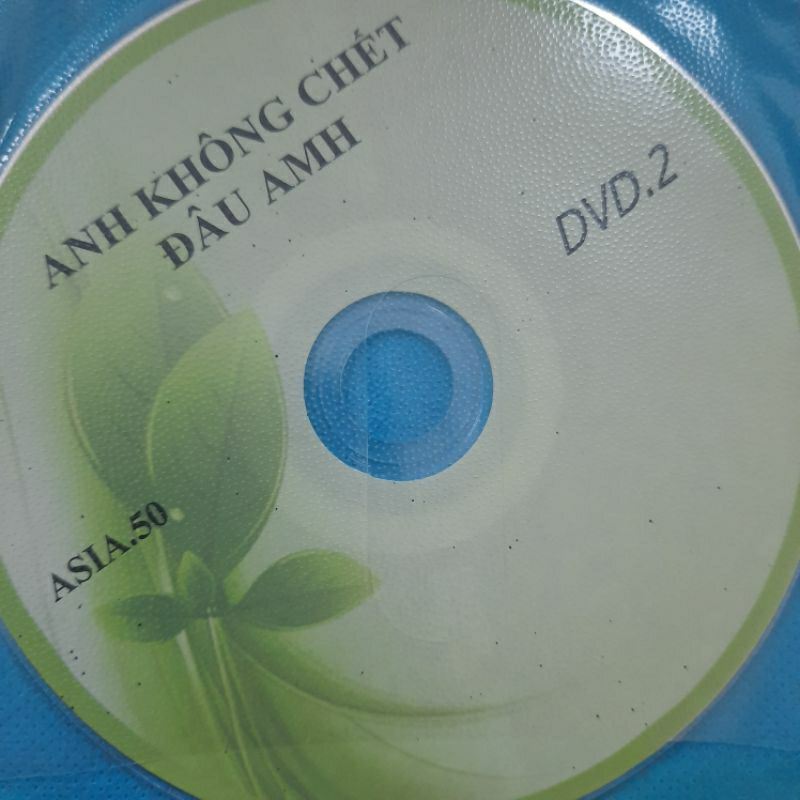 ANH KHÔNG CHẾT
ĐÂU AMH
DVD.2
ASIA.50